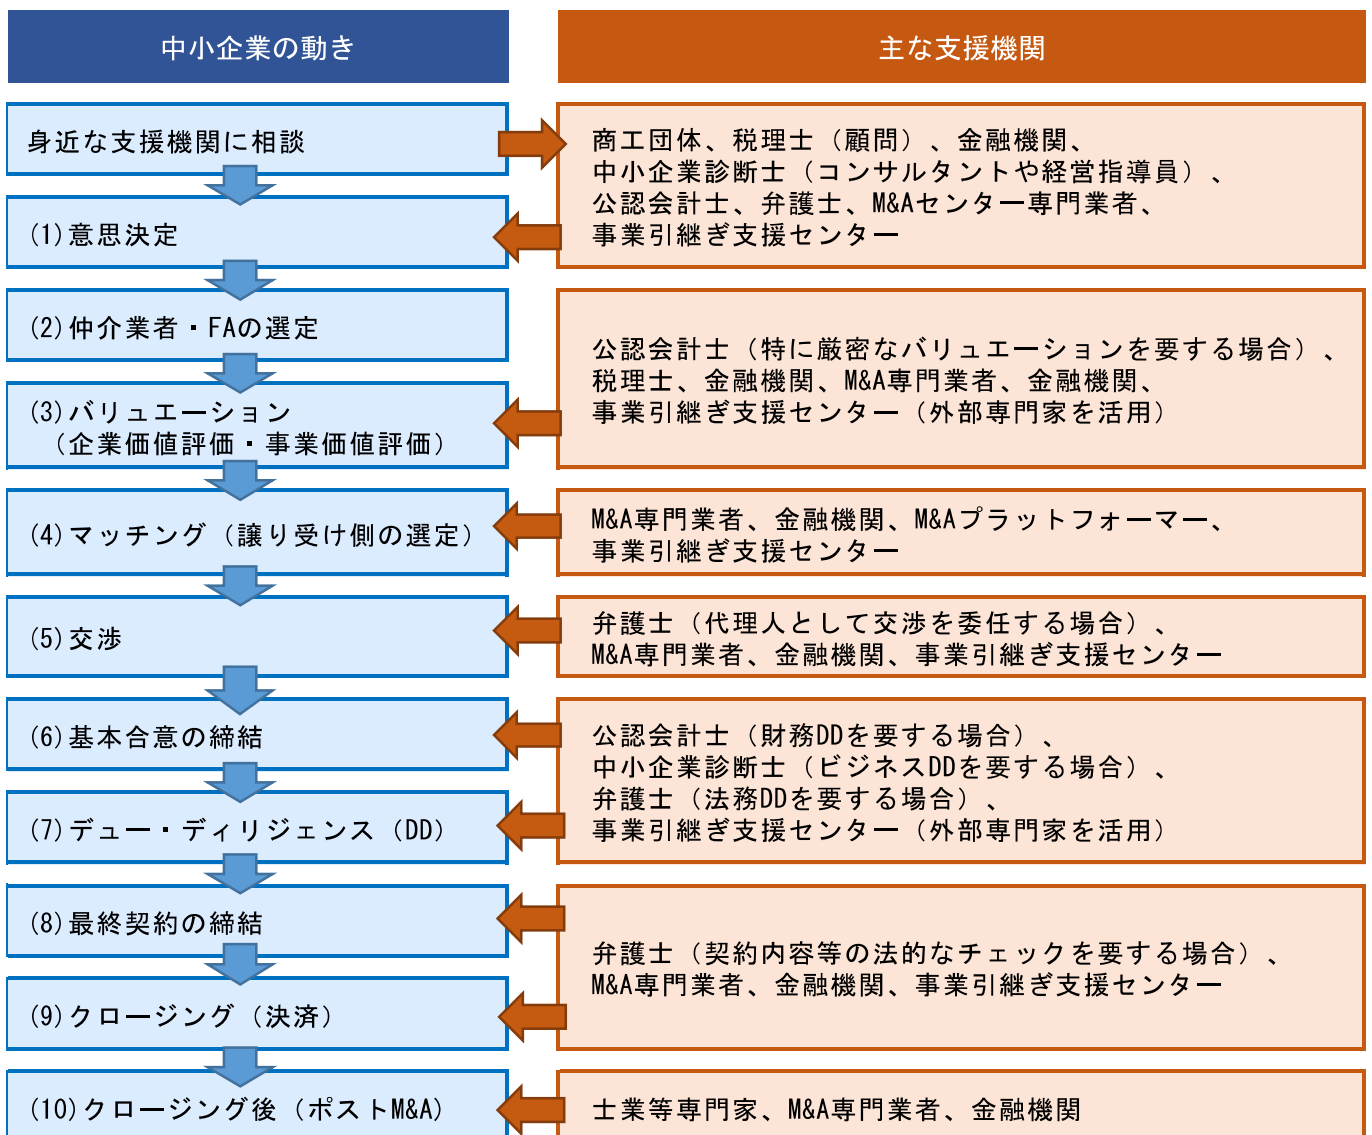 中小企業の動き
主な支援機関
身近な支援機関に相談
商工団体、税理士（顧問）、金融機関、
中小企業診断士（コンサルタントや経営指導員）、
公認会計士、弁護士、M&Aセンター専門業者、
事業引継ぎ支援センター
(1)意思決定
(2)仲介業者・FAの選定
公認会計士（特に厳密なバリュエーションを要する場合）、
税理士、金融機関、M&A専門業者、金融機関、
事業引継ぎ支援センター（外部専門家を活用）
(3)バリュエーション
（企業価値評価・事業価値評価）
(4)マッチング（譲り受け側の選定）
M&A専門業者、金融機関、M&Aプラットフォーマー、
事業引継ぎ支援センター
(5)交渉
弁護士（代理人として交渉を委任する場合）、
M&A専門業者、金融機関、事業引継ぎ支援センター
(6)基本合意の締結
公認会計士（財務DDを要する場合）、
中小企業診断士（ビジネスDDを要する場合）、
弁護士（法務DDを要する場合）、
事業引継ぎ支援センター（外部専門家を活用）
(7)デュー・ディリジェンス（DD）
(8)最終契約の締結
弁護士（契約内容等の法的なチェックを要する場合）、
M&A専門業者、金融機関、事業引継ぎ支援センター
(9)クロージング（決済）
(10)クロージング後（ポストM&A）
士業等専門家、M&A専門業者、金融機関